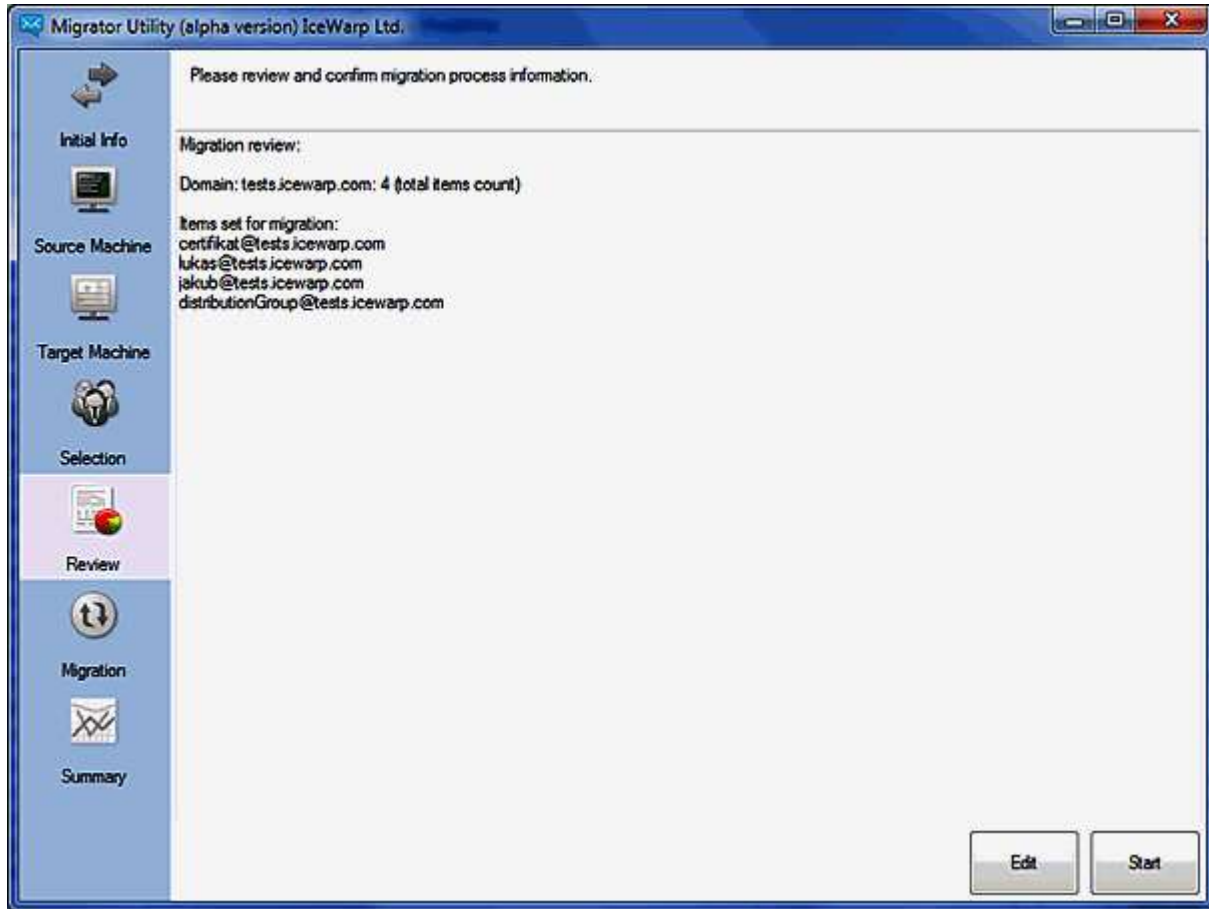 Migrator Utility (alpha version) IceWarp Ltd.
Please review and confirm migration process information.
Initial Info
Source Machine
Target Machine
Selection
Review
Migration
Summary
Migration review:
Domain: tests.icewarp.com: 4 (total items count)
Items set for migration:
certifikat@tests.icewarp.com
lukas@tests.icewarp.com
jakub@tests.icewarp.com
distributionGroup@tests.icewarp.com
Edit
Start